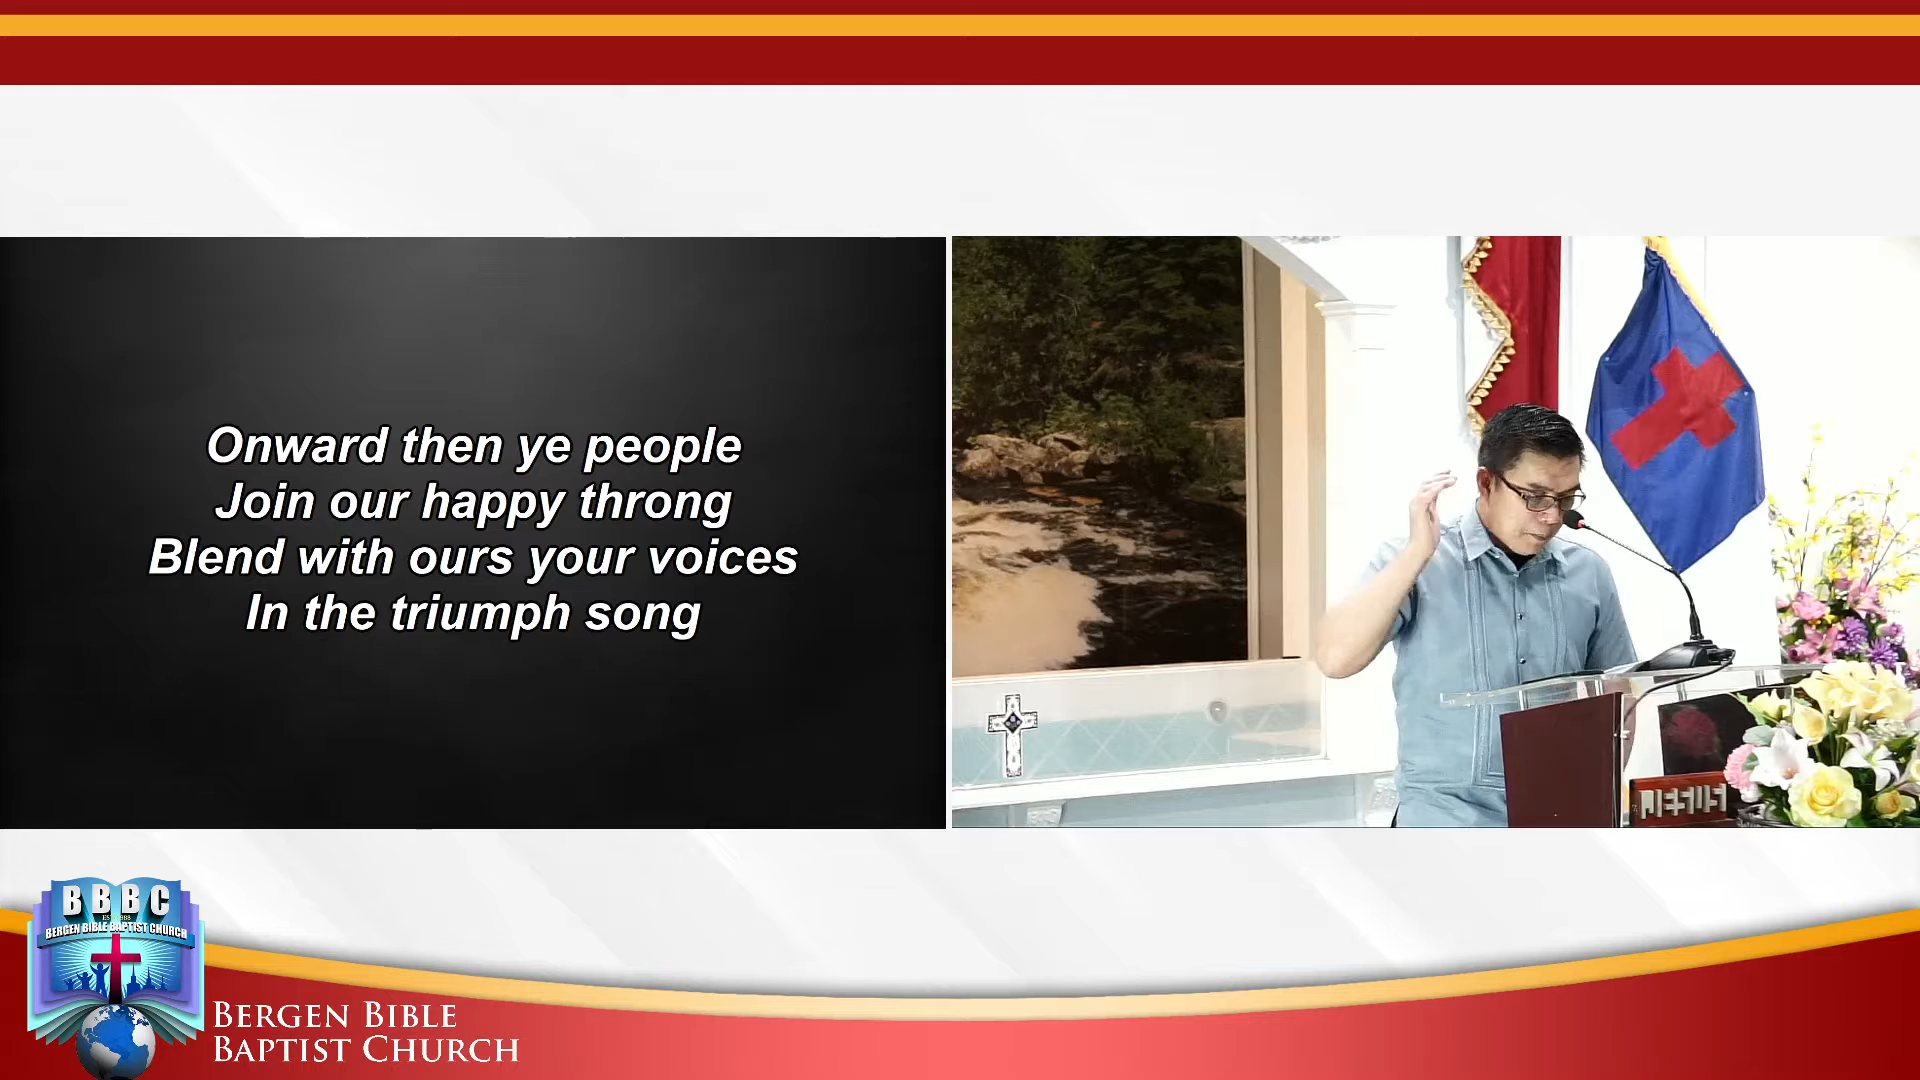 Onward then ye people
Join our happy throng
Blend with ours your voices
In the triumph song
JESUS
B B B C
BERGEN BIBLE BAPTIST CHURCH
BERGEN BIBLE
BAPTIST CHURCH